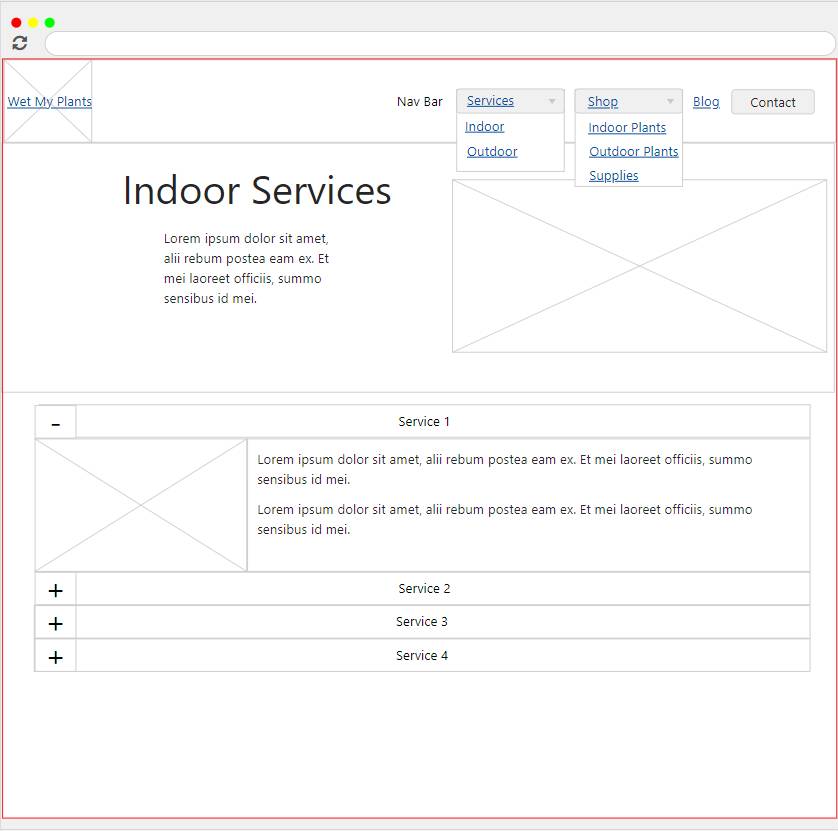 Wet My Plants
Nav Bar
Services
Indoor
Outdoor
Shop
Indoor Plants
Outdoor Plants
Supplies
Blog
Contact
Indoor Services
Lorem ipsum dolor sit amet,
alii rebum postea eam ex. Et
mei laoreet officiis, summo
sensibus id mei.
- Service 1
Lorem ipsum dolor sit amet, alii rebum postea eam ex. Et mei laoreet officiis, summo
sensibus id mei.
Lorem ipsum dolor sit amet, alii rebum postea eam ex. Et mei laoreet officiis, summo
sensibus id mei.
+ Service 2
+ Service 3
+ Service 4